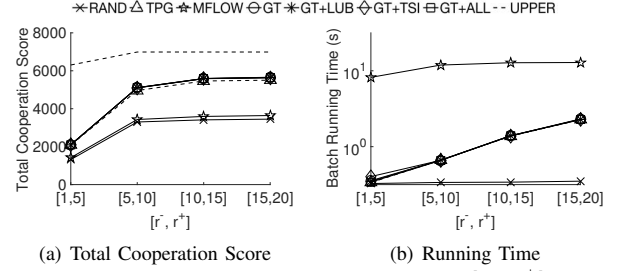 RAND TPG MFLOW GT GT+LUB GT+TSI GT+ALL UPPER
Total Cooperation Score
8000
6000
4000
2000
0
[1,5] [5,10] [10,15] [15,20]
[r⁻, r⁺]
(a) Total Cooperation Score
Batch Running Time (s)
10¹
10⁰
[1,5] [5,10] [10,15] [15,20]
[r⁻, r⁺]
(b) Running Time